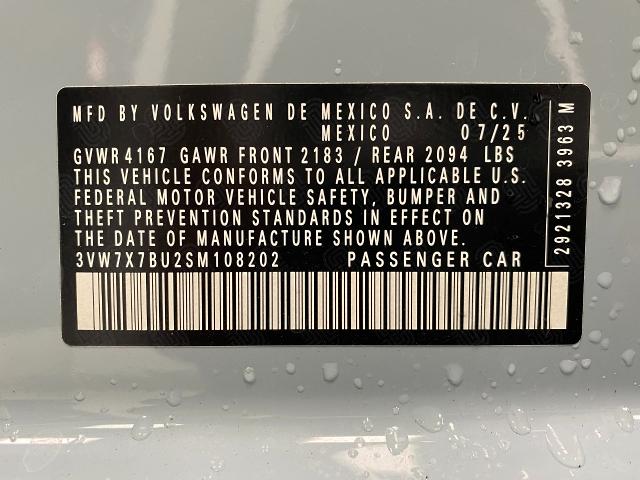 MFD BY VOLKSWAGEN DE MEXICO S.A. DE C.V.
MEXICO 07/25
GVWR 4167 GAWR FRONT 2183 / REAR 2094 LBS
THIS VEHICLE CONFORMS TO ALL APPLICABLE U.S.
FEDERAL MOTOR VEHICLE SAFETY, BUMPER AND
THEFT PREVENTION STANDARDS IN EFFECT ON
THE DATE OF MANUFACTURE SHOWN ABOVE.
3VW7X7BU2SM108202 PASSENGER CAR
2921328 3963 M